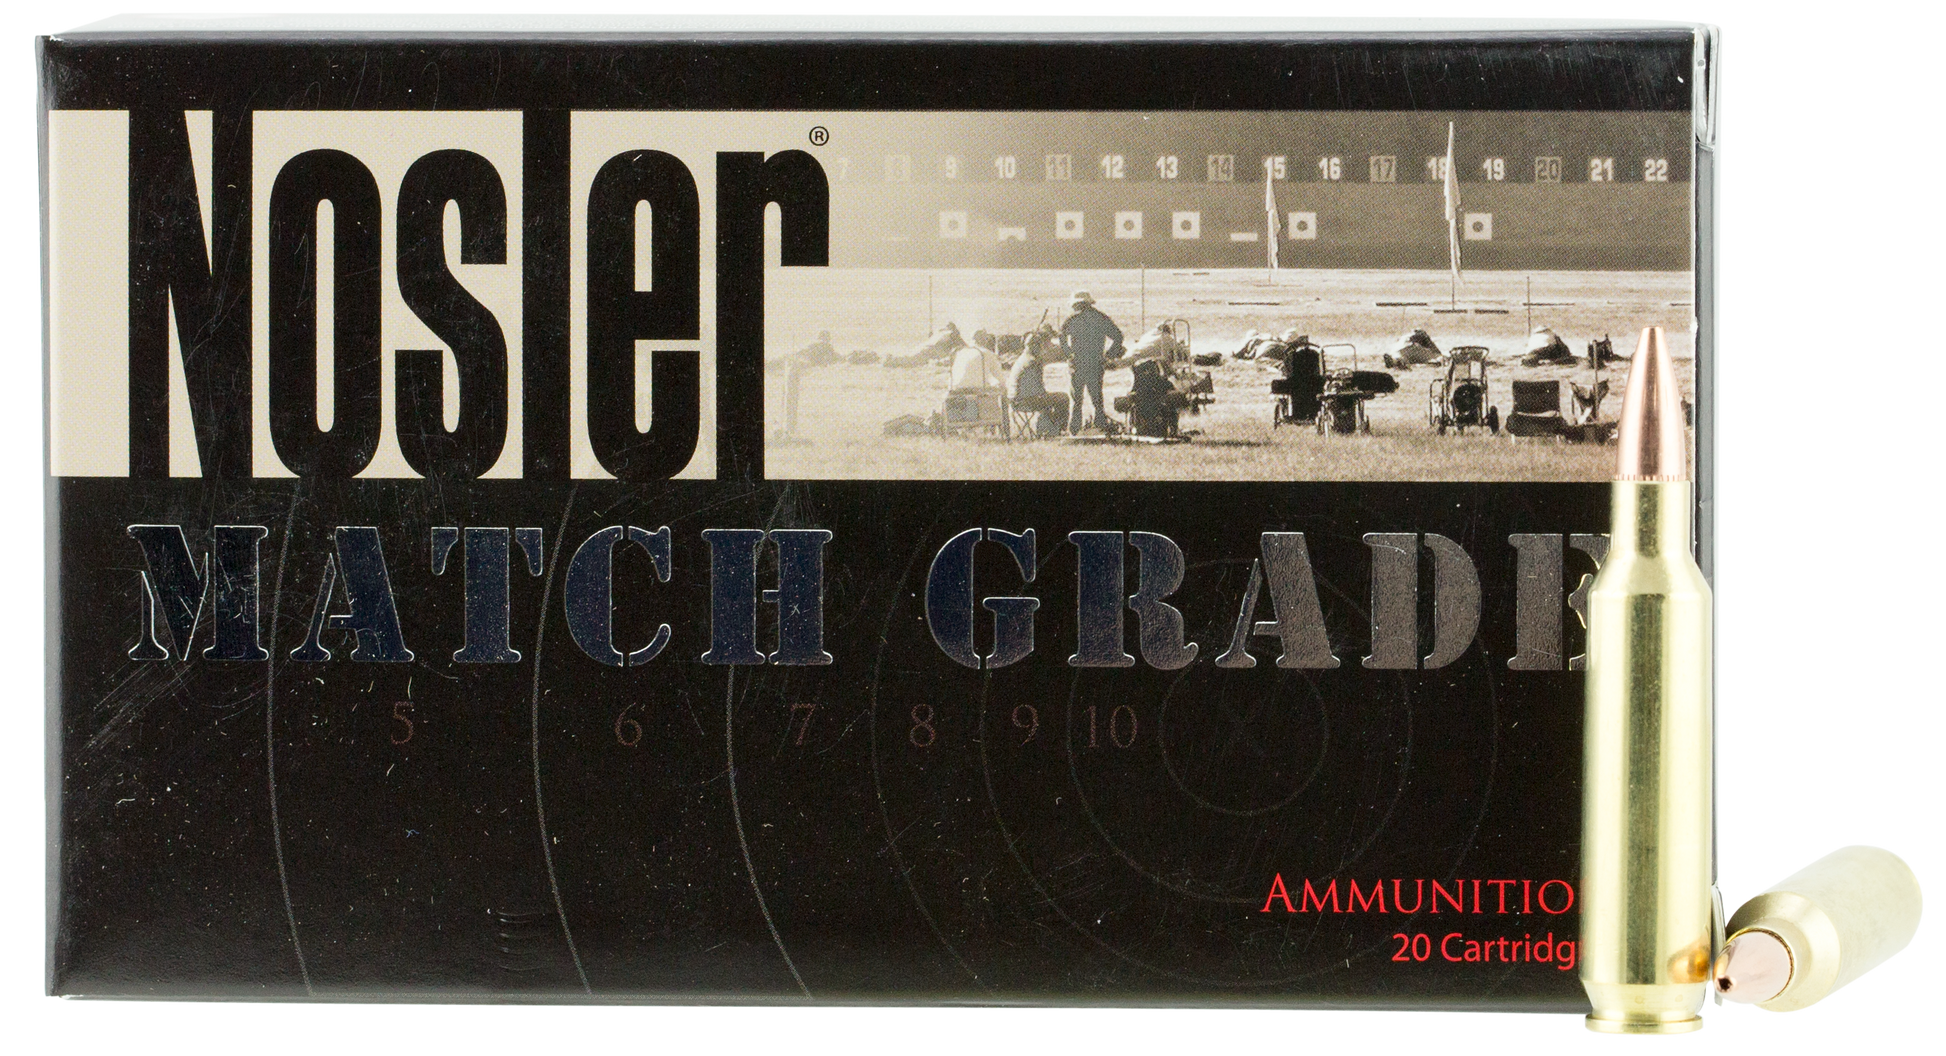 Nosler®
7 8 9 10 11 12 13 14 15 16 17 18 19 20 21 22
MATCH GRADE
5 6 7 8 9 10 X
AMMUNITIO
20 Cartridg